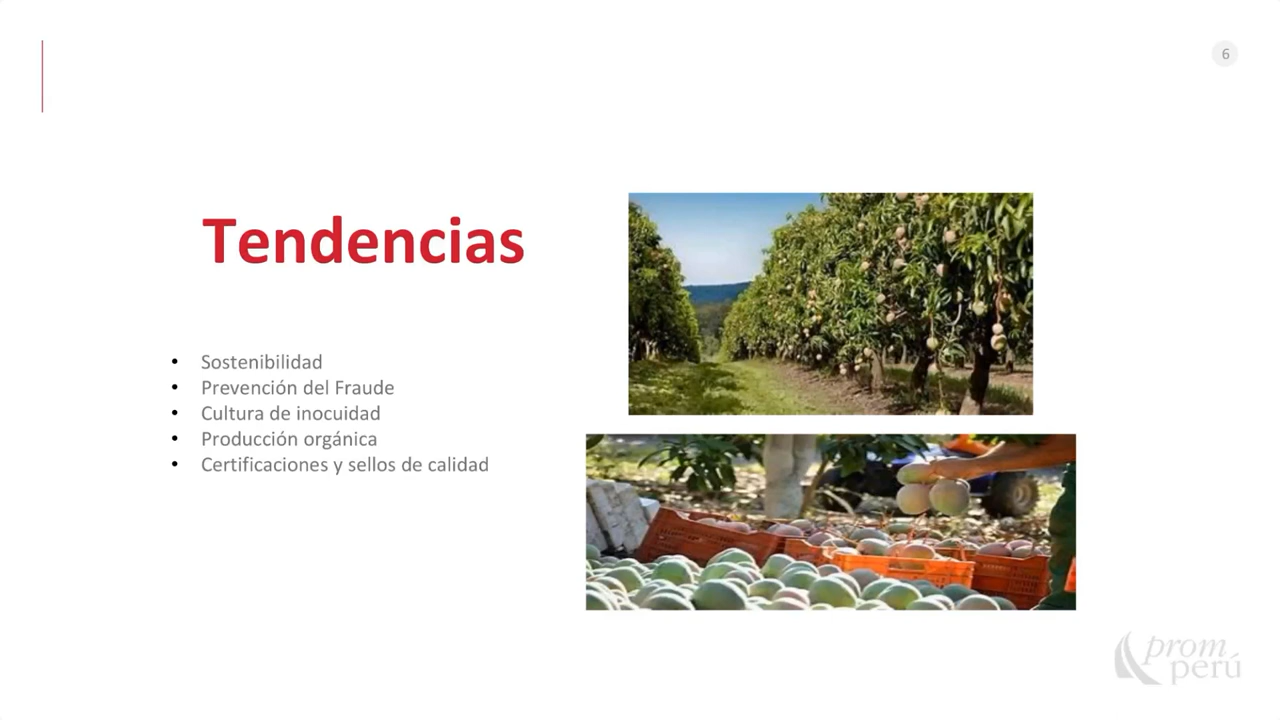 6
Tendencias
• Sostenibilidad
• Prevención del Fraude
• Cultura de inocuidad
• Producción orgánica
• Certificaciones y sellos de calidad
prom
perú